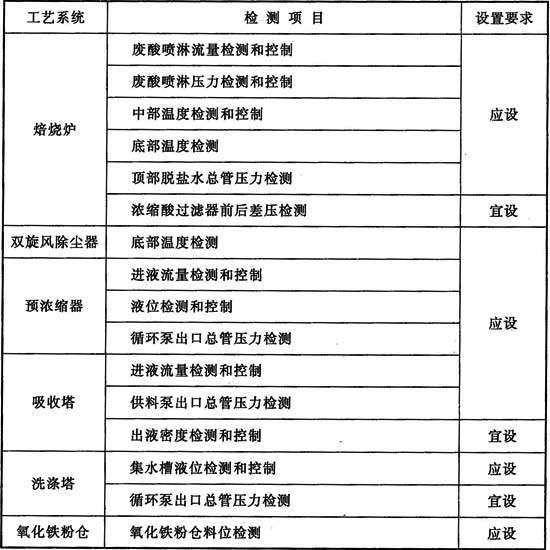 工艺系统 检测项目 设置要求
废酸喷淋流量检测和控制
废酸喷淋压力检测和控制
中部温度检测和控制
焙烧炉 应设
底部温度检测
顶部脱盐水总管压力检测
浓缩酸过滤器前后差压检测 宜设
双旋风除尘器 底部温度检测
进液流量检测和控制
预浓缩器 液位检测和控制 应设
循环泵出口总管压力检测
进液流量检测和控制
吸收塔 供料泵出口总管压力检测
出液密度检测和控制 宜设
洗涤塔 集水槽液位检测和控制 应设
循环泵出口总管压力检测 宜设
氧化铁粉仓 氧化铁粉仓料位检测 应设